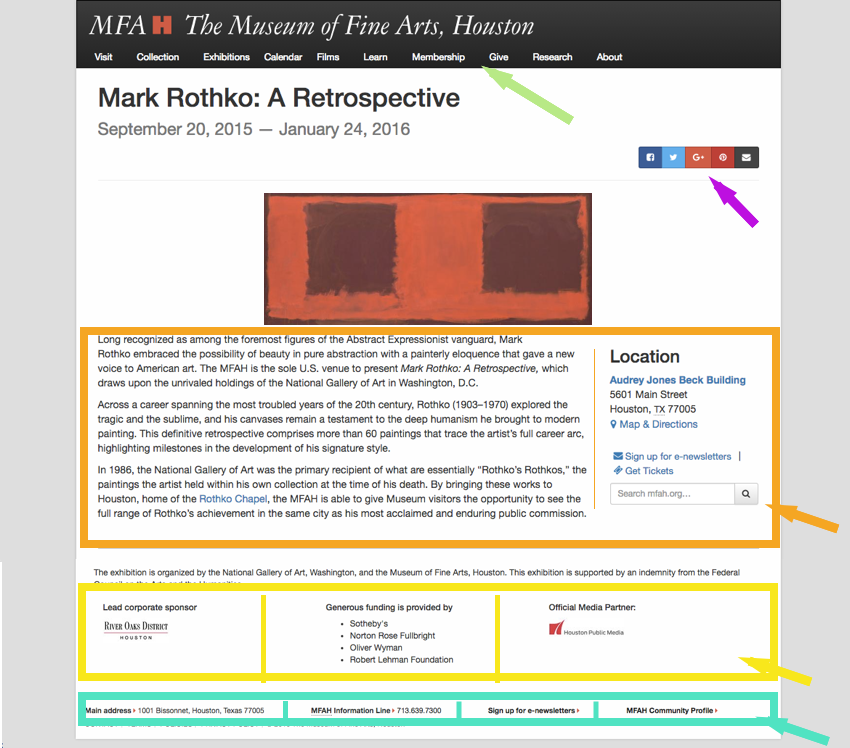 MFA H The Museum of Fine Arts, Houston
Visit Collection Exhibitions Calendar Films Learn Membership Give Research About
Mark Rothko: A Retrospective
September 20, 2015 — January 24, 2016
Long recognized as among the foremost figures of the Abstract Expressionist vanguard, Mark
Rothko embraced the possibility of beauty in pure abstraction with a painterly eloquence that gave a new
voice to American art. The MFAH is the sole U.S. venue to present Mark Rothko: A Retrospective, which
draws upon the unrivaled holdings of the National Gallery of Art in Washington, D.C.
Across a career spanning the most troubled years of the 20th century, Rothko (1903–1970) explored the
tragic and the sublime, and his canvases remain a testament to the deep humanism he brought to modern
painting. This definitive retrospective comprises more than 60 paintings that trace the artist's full career arc,
highlighting milestones in the development of his signature style.
In 1986, the National Gallery of Art was the primary recipient of what are essentially "Rothko's Rothkos," the
paintings the artist held within his own collection at the time of his death. By bringing these works to
Houston, home of the Rothko Chapel, the MFAH is able to give Museum visitors the opportunity to see the
full range of Rothko's achievement in the same city as his most acclaimed and enduring public commission.
Location
Audrey Jones Beck Building
5601 Main Street
Houston, TX 77005
Map & Directions
Sign up for e-newsletters |
Get Tickets
Search mfah.org...
The exhibition is organized by the National Gallery of Art, Washington, and the Museum of Fine Arts, Houston. This exhibition is supported by an indemnity from the Federal
Council on the Arts and the Humanities.
Lead corporate sponsor
RIVER OAKS DISTRICT
HOUSTON
Generous funding is provided by
• Sotheby's
• Norton Rose Fullbright
• Oliver Wyman
• Robert Lehman Foundation
Official Media Partner:
Houston Public Media
Main address 1001 Bissonnet, Houston, Texas 77005 MFAH Information Line 713.639.7300 Sign up for e-newsletters MFAH Community Profile